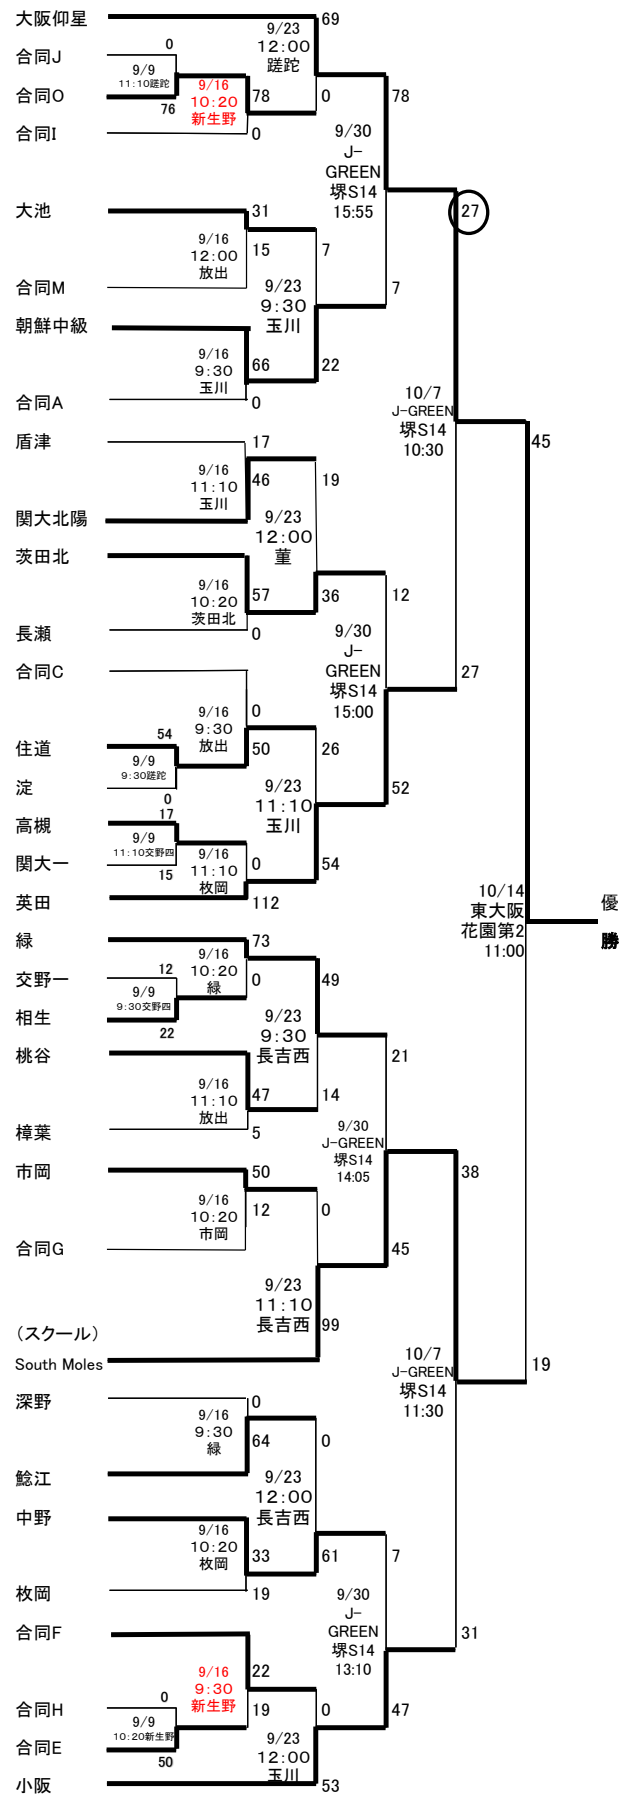 大阪仰星
69
9/23
12:00
蹉跎
合同J
0
9/9
11:10蹉跎
合同O
76
9/16
10:20
新生野
78
0
78
合同I
0
9/30
J-
GREEN
堺S14
15:55
大池
31
27
9/16
12:00
放出
15
7
合同M
9/23
9:30
玉川
7
朝鮮中級
9/16
9:30
玉川
66
22
合同A
0
10/7
J-GREEN
堺S14
10:30
盾津
17
45
9/16
11:10
玉川
46
19
関大北陽
9/23
12:00
菫
茨田北
9/16
10:20
茨田北
57
36
12
長瀬
0
9/30
J-
GREEN
堺S14
15:00
合同C
27
9/16
9:30
放出
0
住道
54
50
26
9/9
9:30蹉跎
淀
0
9/23
11:10
玉川
52
高槻
17
9/9
11:10交野四
関大一
15
9/16
11:10
枚岡
0
54
英田
112
10/14
東大阪
花園第2
11:00
優
勝
緑
73
9/16
10:20
緑
交野一
12
0
49
9/9
9:30交野四
相生
22
9/23
9:30
長吉西
桃谷
21
9/16
11:10
放出
47
14
樟葉
5
9/30
J-GREEN
堺S14
14:05
市岡
50
38
9/16
10:20
市岡
12
0
合同G
45
9/23
11:10
長吉西
99
(スクール)
South Moles
10/7
J-GREEN
堺S14
11:30
19
深野
0
9/16
9:30
緑
64
0
鯰江
9/23
12:00
長吉西
中野
9/16
10:20
枚岡
33
61
7
枚岡
19
9/30
J-
GREEN
堺S14
13:10
合同F
31
9/16
9:30
新生野
22
合同H
0
19
0
47
9/9
10:20新生野
合同E
50
9/23
12:00
玉川
小阪
53